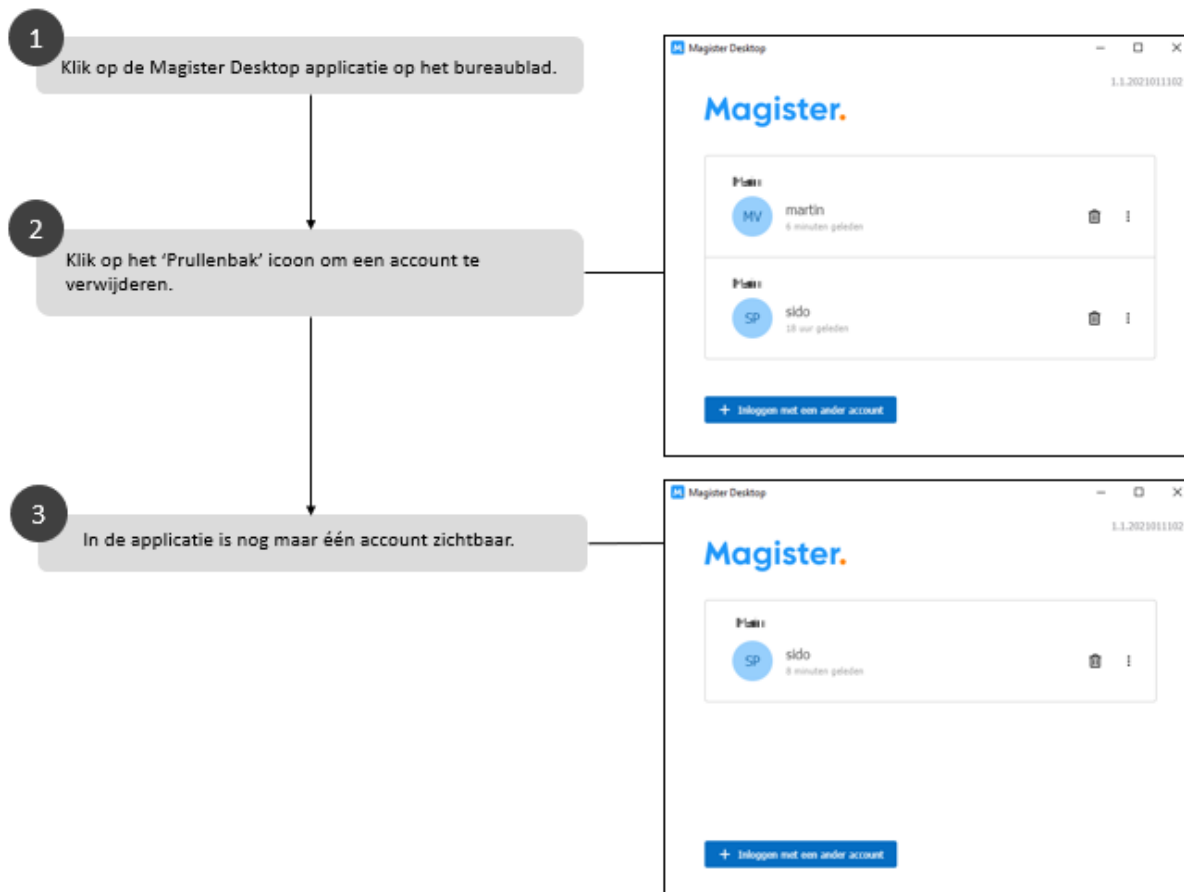 1
Klik op de Magister Desktop applicatie op het bureaublad.
2
Klik op het ‘Prullenbak’ icoon om een account te
verwijderen.
3
In de applicatie is nog maar één account zichtbaar.
Magister Desktop
1.1.2021011102
Magister.
MV
martin
6 minuten geleden
SP
sido
18 uur geleden
+ Inloggen met een ander account
Magister Desktop
1.1.2021011102
Magister.
SP
sido
8 minuten geleden
+ Inloggen met een ander account